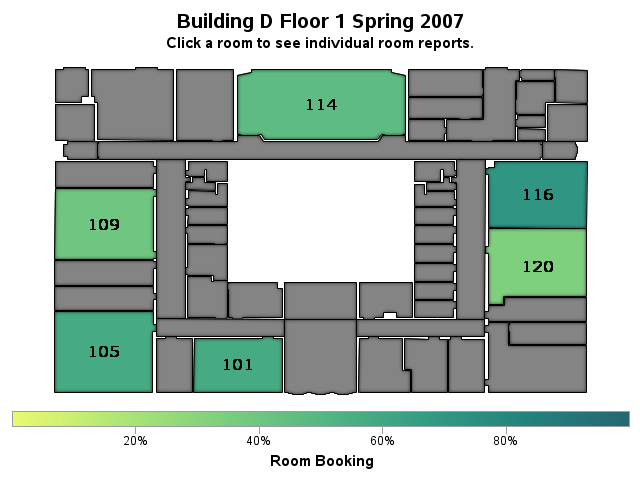 Building D Floor 1 Spring 2007
Click a room to see individual room reports.
114
116
109
120
105
101
20% 40% 60% 80%
Room Booking